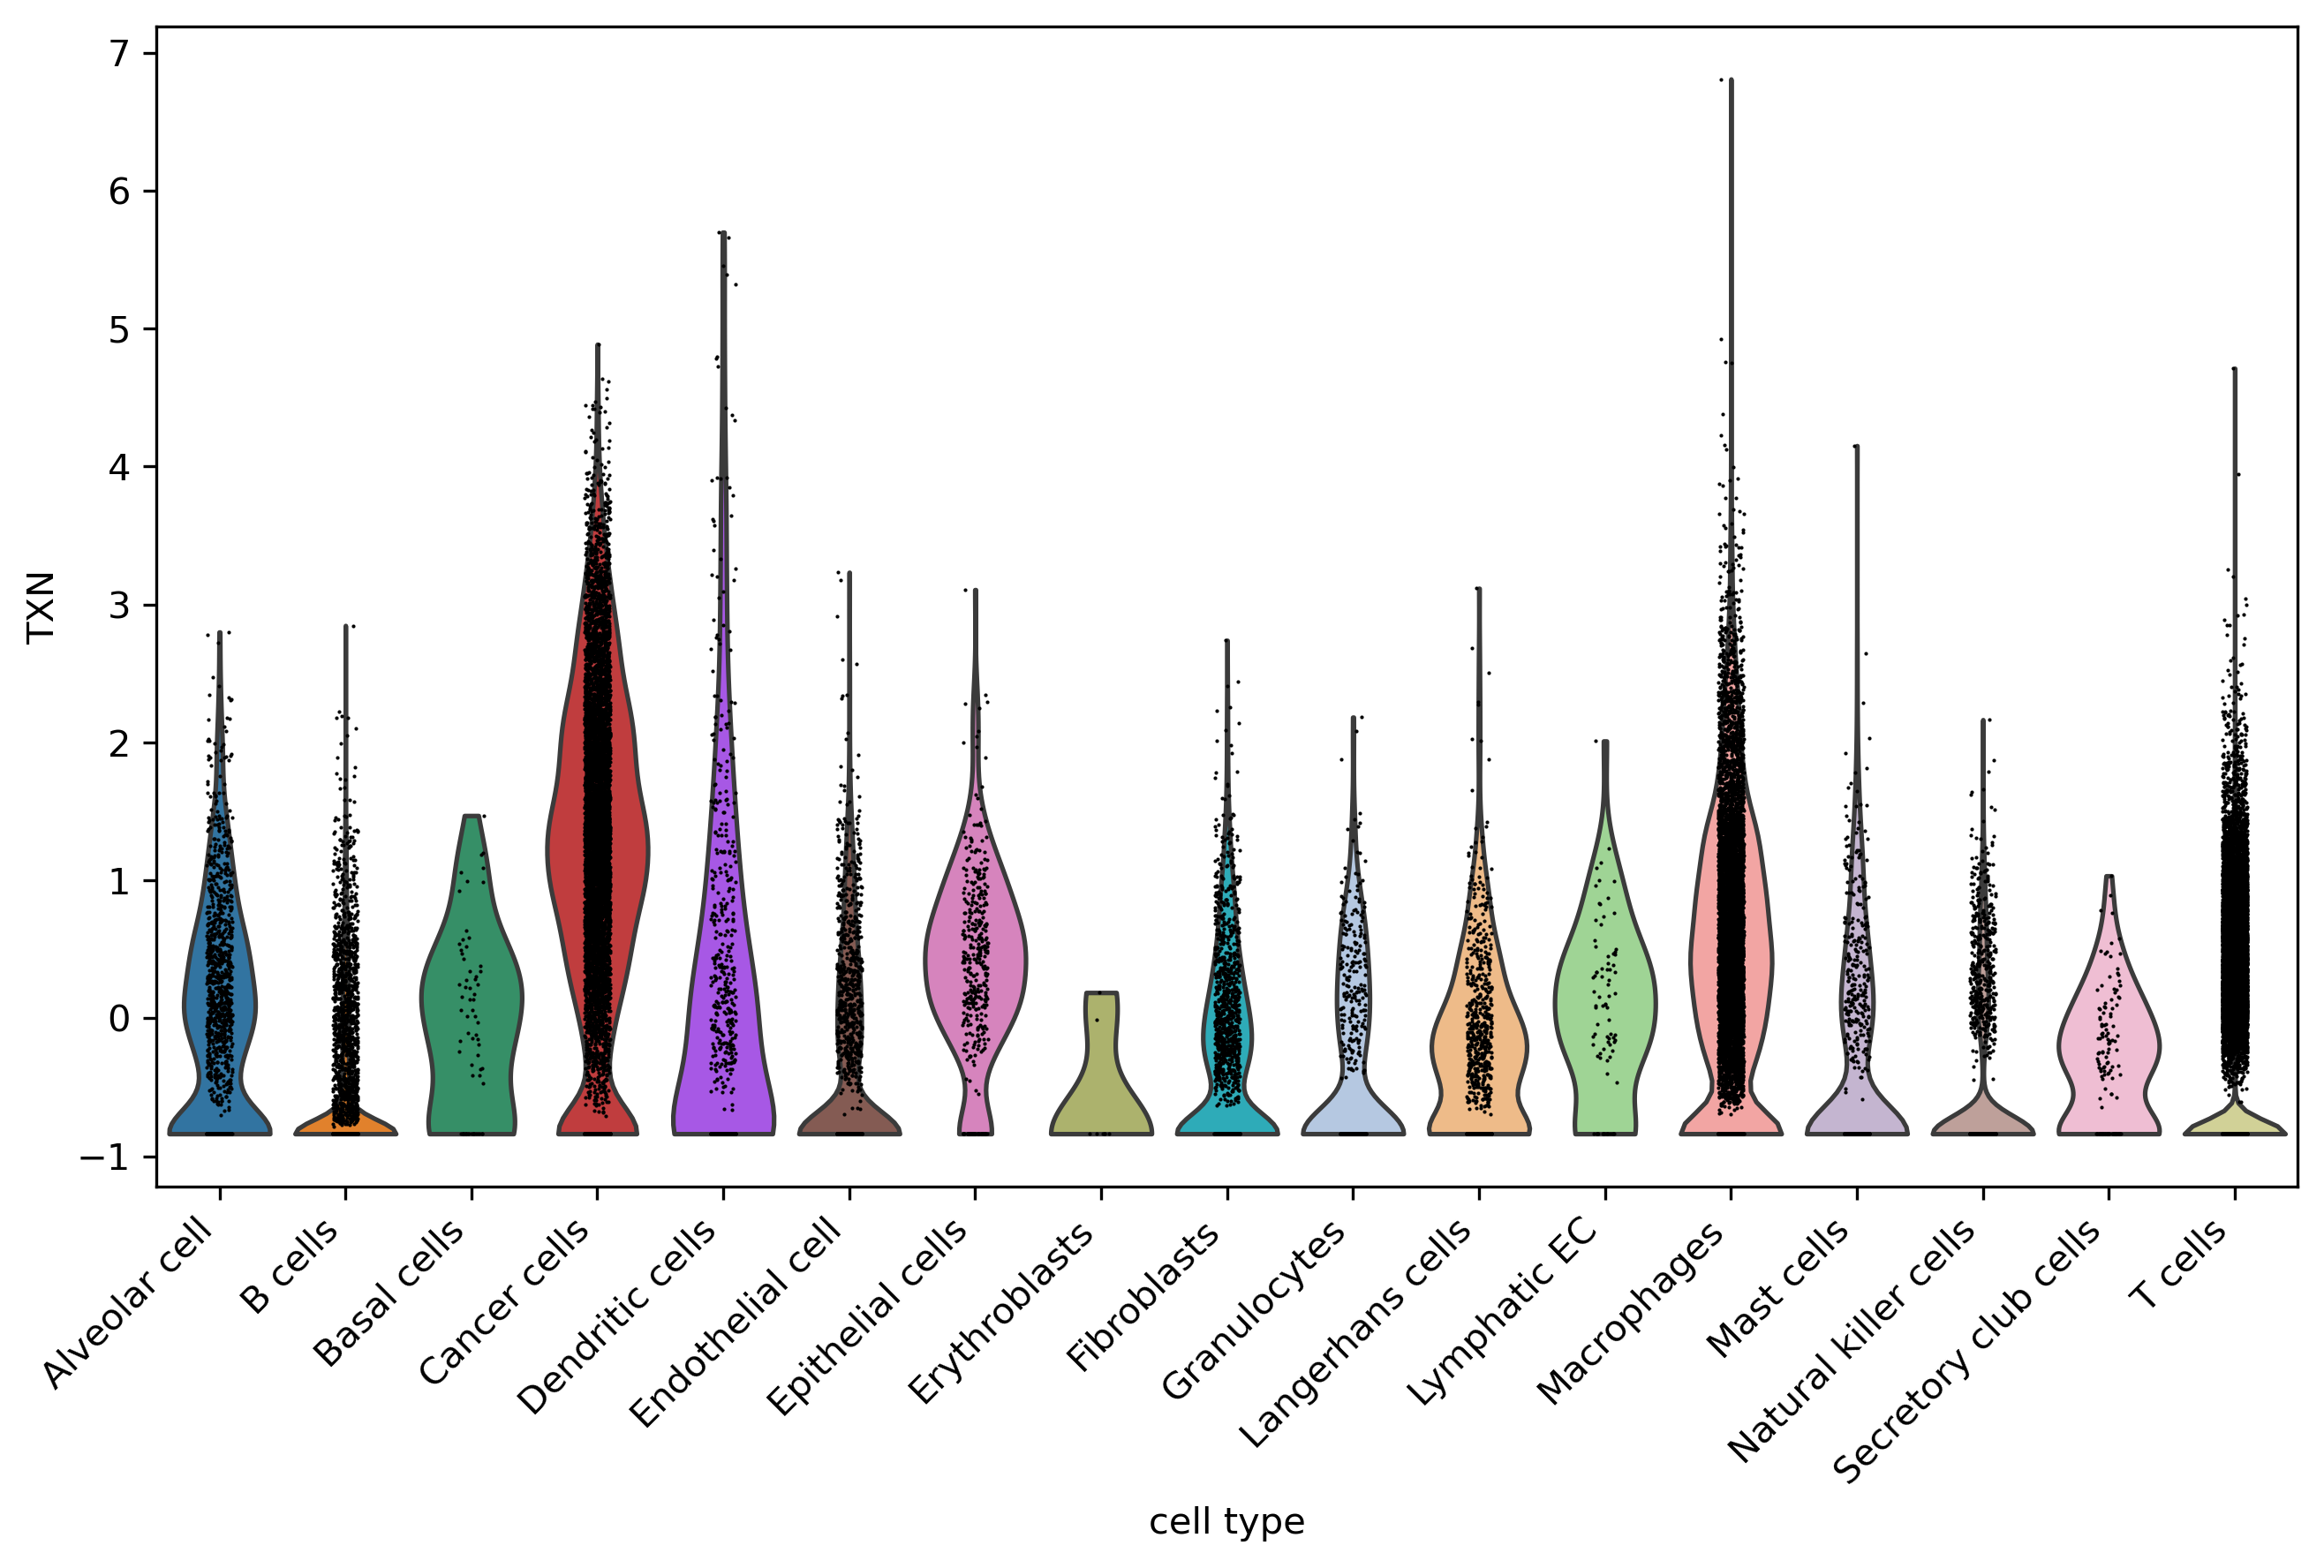 7
6
5
4
3
2
1
0
−1
TXN
Alveolar cell
B cells
Basal cells
Cancer cells
Dendritic cells
Endothelial cell
Epithelial cells
Erythroblasts
Fibroblasts
Granulocytes
Langerhans cells
Lymphatic EC
Macrophages
Mast cells
Natural killer cells
Secretory club cells
T cells
cell type